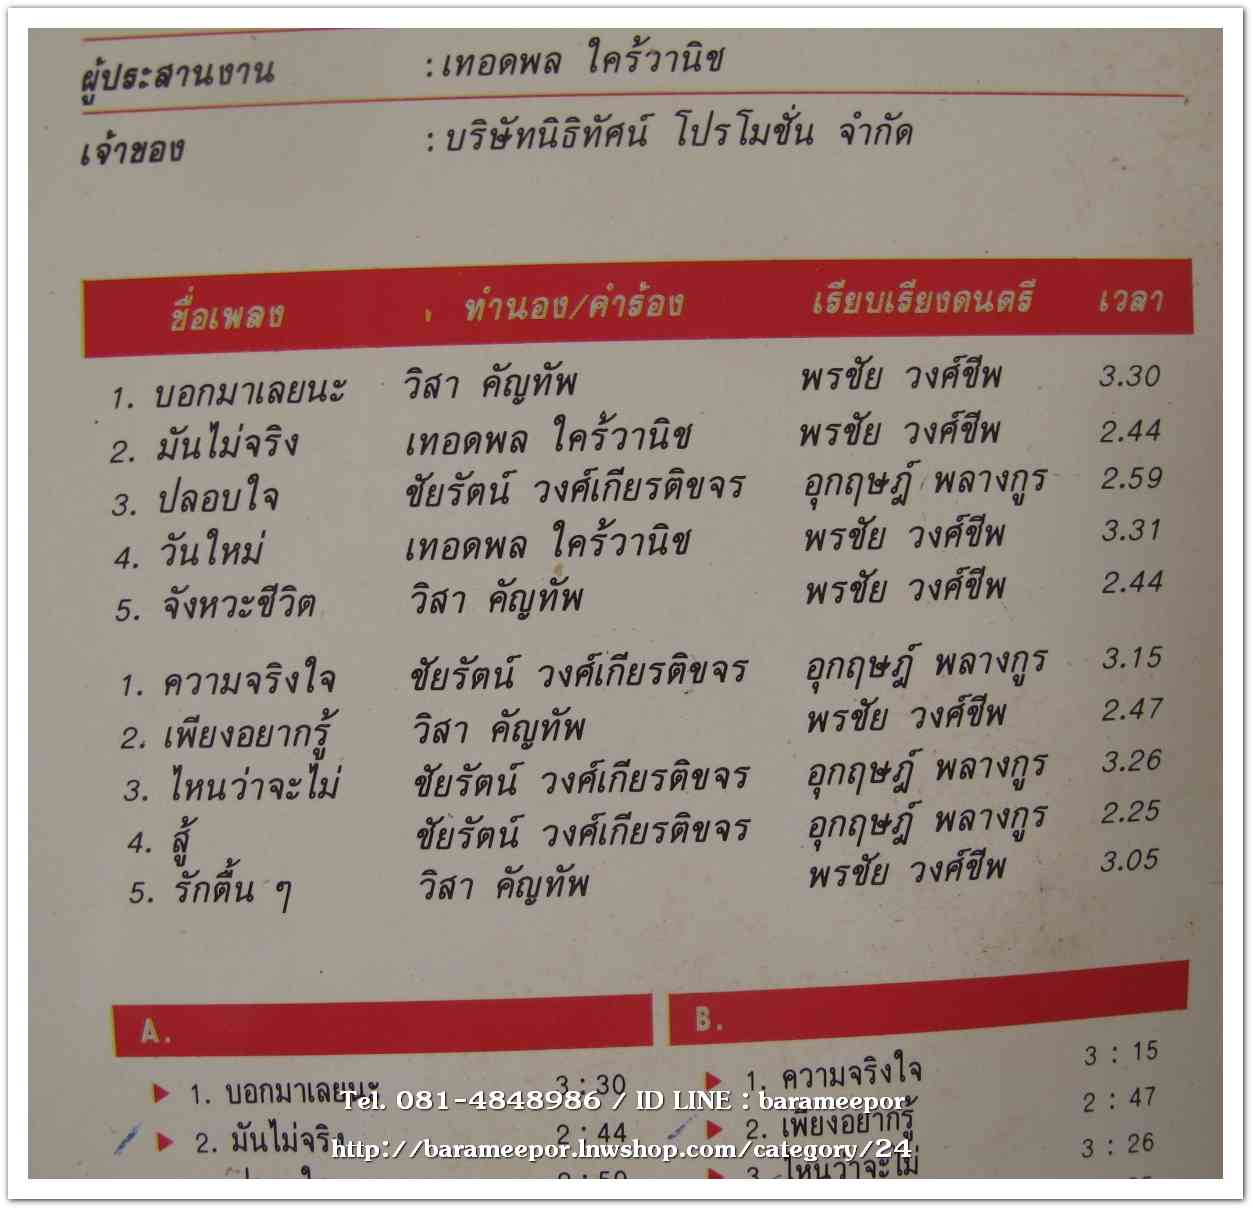 ผู้ประสานงาน : เทอดพล ใคร้วานิช
เจ้าของ : บริษัทนิธิทัศน์ โปรโมชั่น จำกัด
ชื่อเพลง ทำนอง/คำร้อง เรียบเรียงดนตรี เวลา
1. บอกมาเลยนะ วิสา คัญทัพ พรชัย วงศ์ชีพ 3.30
2. มันไม่จริง เทอดพล ใคร้วานิช พรชัย วงศ์ชีพ 2.44
3. ปลอบใจ ชัยรัตน์ วงศ์เกียรติขจร อุกฤษฎ์ พลางกูร 2.59
4. วันใหม่ เทอดพล ใคร้วานิช พรชัย วงศ์ชีพ 3.31
5. จังหวะชีวิต วิสา คัญทัพ พรชัย วงศ์ชีพ 2.44
1. ความจริงใจ ชัยรัตน์ วงศ์เกียรติขจร อุกฤษฎ์ พลางกูร 3.15
2. เพียงอยากรู้ วิสา คัญทัพ พรชัย วงศ์ชีพ 2.47
3. ไหนว่าจะไม่ ชัยรัตน์ วงศ์เกียรติขจร อุกฤษฎ์ พลางกูร 3.26
4. สู้ ชัยรัตน์ วงศ์เกียรติขจร อุกฤษฎ์ พลางกูร 2.25
5. รักตื้น ๆ วิสา คัญทัพ พรชัย วงศ์ชีพ 3.05
A. B.
1. บอกมาเลยนะ 3 : 30 1. ความจริงใจ 3 : 15
Tel. 081-4848986 / ID LINE : barameepor
2. มันไม่จริง 2 : 44 2. เพียงอยากรู้ 2 : 47
http://barameepor.lnwshop.com/category/24
3. ไหนว่าจะไม่ 3 : 26